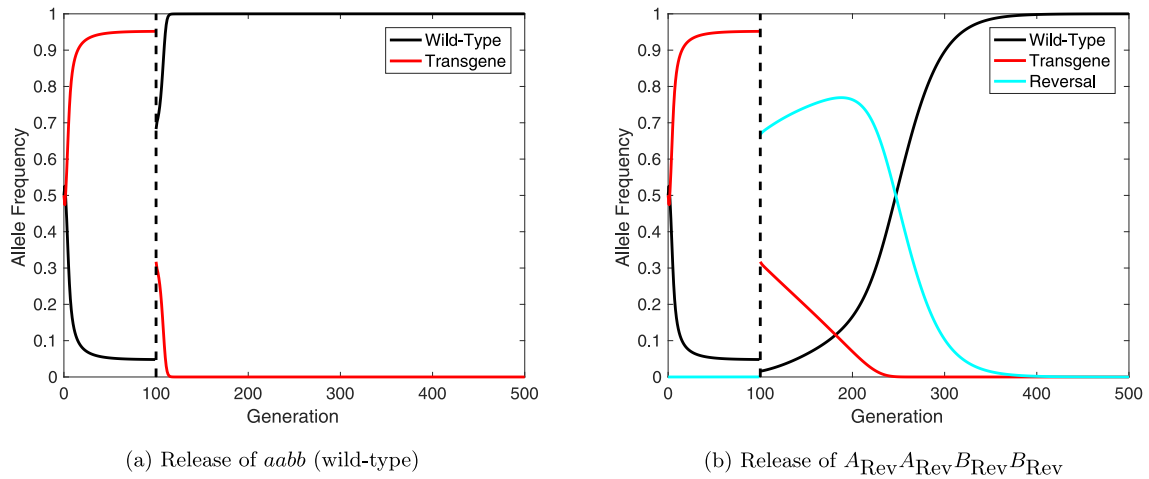 1
0.9
0.8
0.7
0.6
0.5
0.4
0.3
0.2
0.1
0
Allele Frequency
0 100 200 300 400 500
Generation
Wild-Type
Transgene
(a) Release of aabb (wild-type)
1
0.9
0.8
0.7
0.6
0.5
0.4
0.3
0.2
0.1
0
Allele Frequency
0 100 200 300 400 500
Generation
Wild-Type
Transgene
Reversal
(b) Release of A_Rev A_Rev B_Rev B_Rev